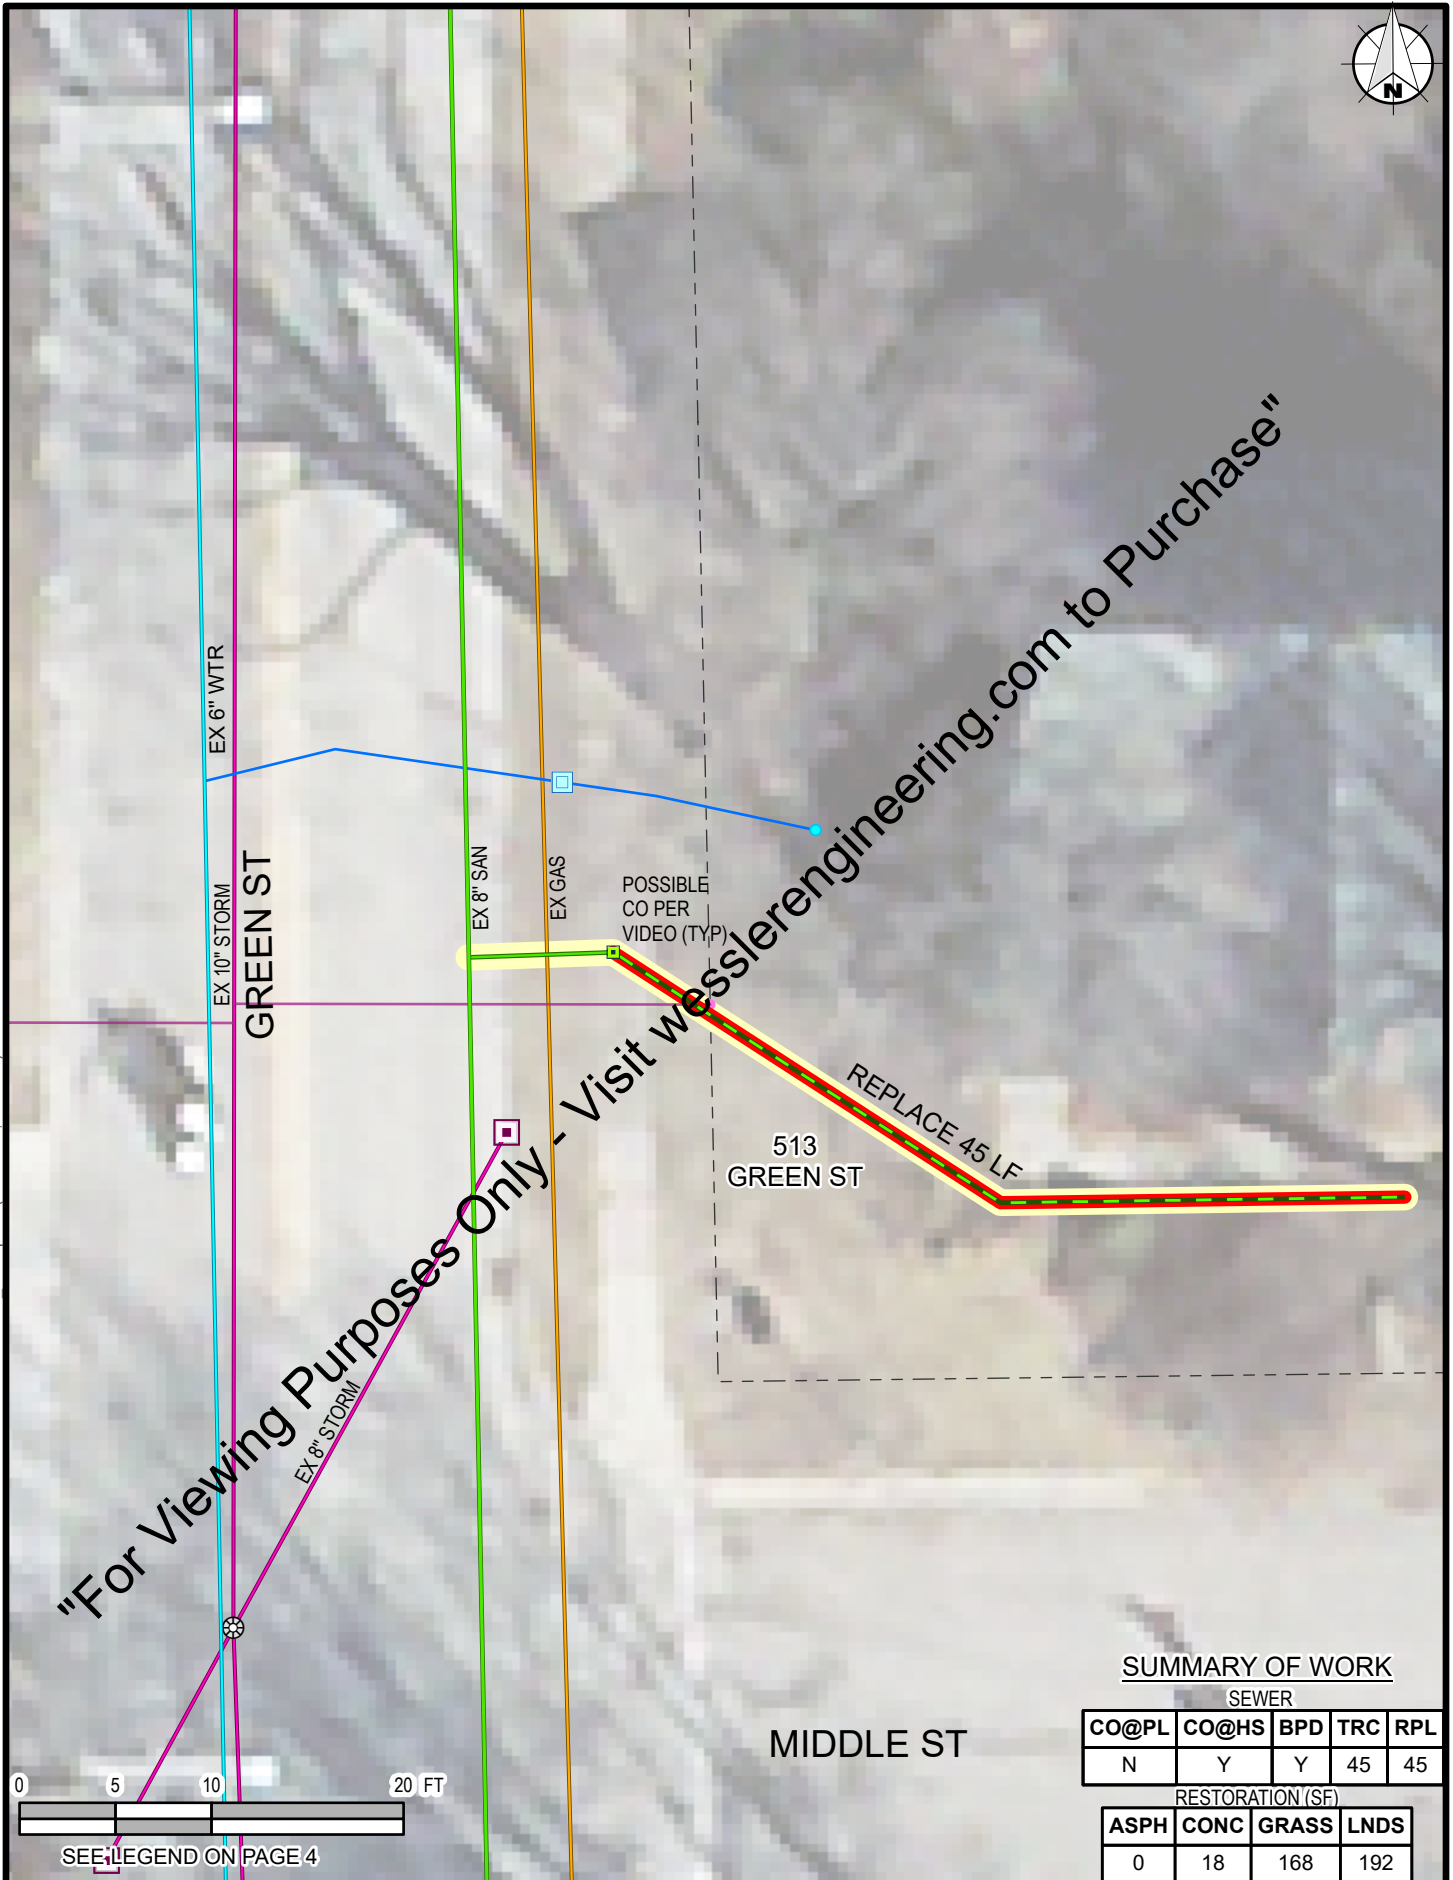 N
EX 6" WTR
EX 10" STORM
GREEN ST
EX 8" SAN
EX GAS
POSSIBLE
CO PER
VIDEO (TYP)
REPLACE 45 LF
513
GREEN ST
EX 8" STORM
"For Viewing Purposes Only - Visit wesslerengineering.com to Purchase"
MIDDLE ST
0 5 10 20 FT
SEE LEGEND ON PAGE 4
SUMMARY OF WORK
SEWER
CO@PL CO@HS BPD TRC RPL
N Y Y 45 45
RESTORATION (SF)
ASPH CONC GRASS LNDS
0 18 168 192